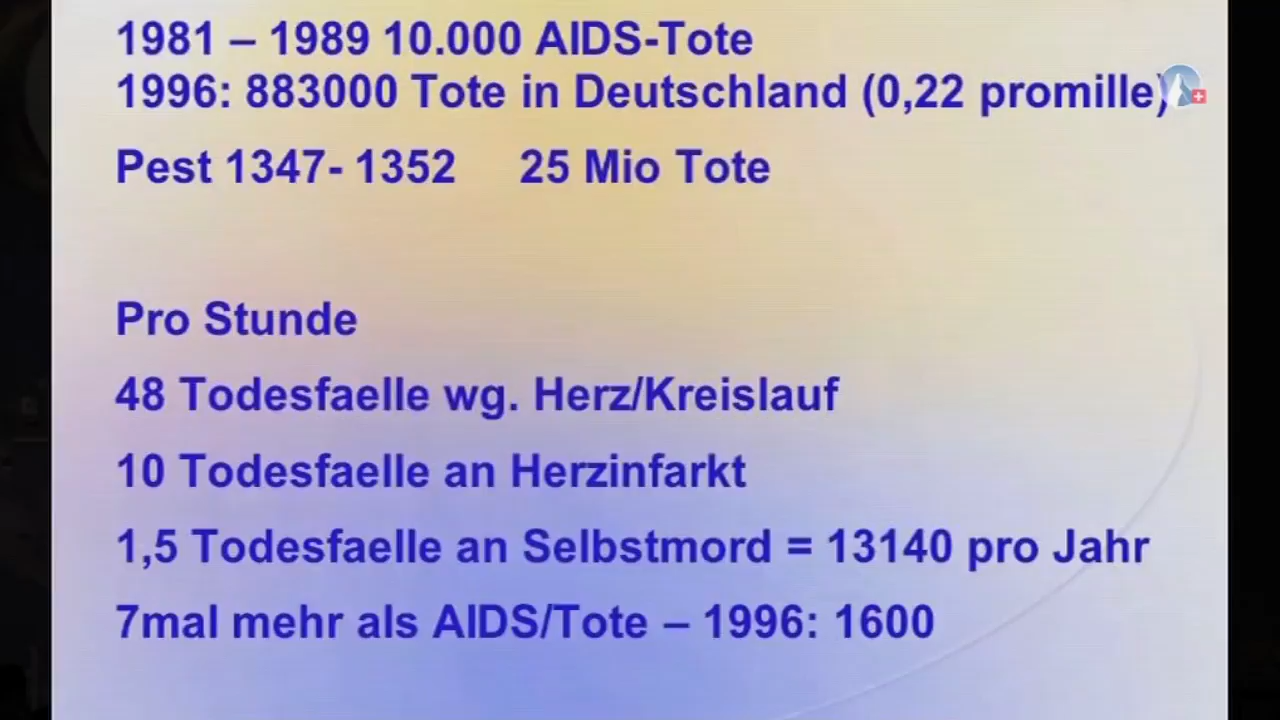 1981 – 1989 10.000 AIDS-Tote
1996: 883000 Tote in Deutschland (0,22 promille)
Pest 1347- 1352 25 Mio Tote
Pro Stunde
48 Todesfaelle wg. Herz/Kreislauf
10 Todesfaelle an Herzinfarkt
1,5 Todesfaelle an Selbstmord = 13140 pro Jahr
7mal mehr als AIDS/Tote – 1996: 1600